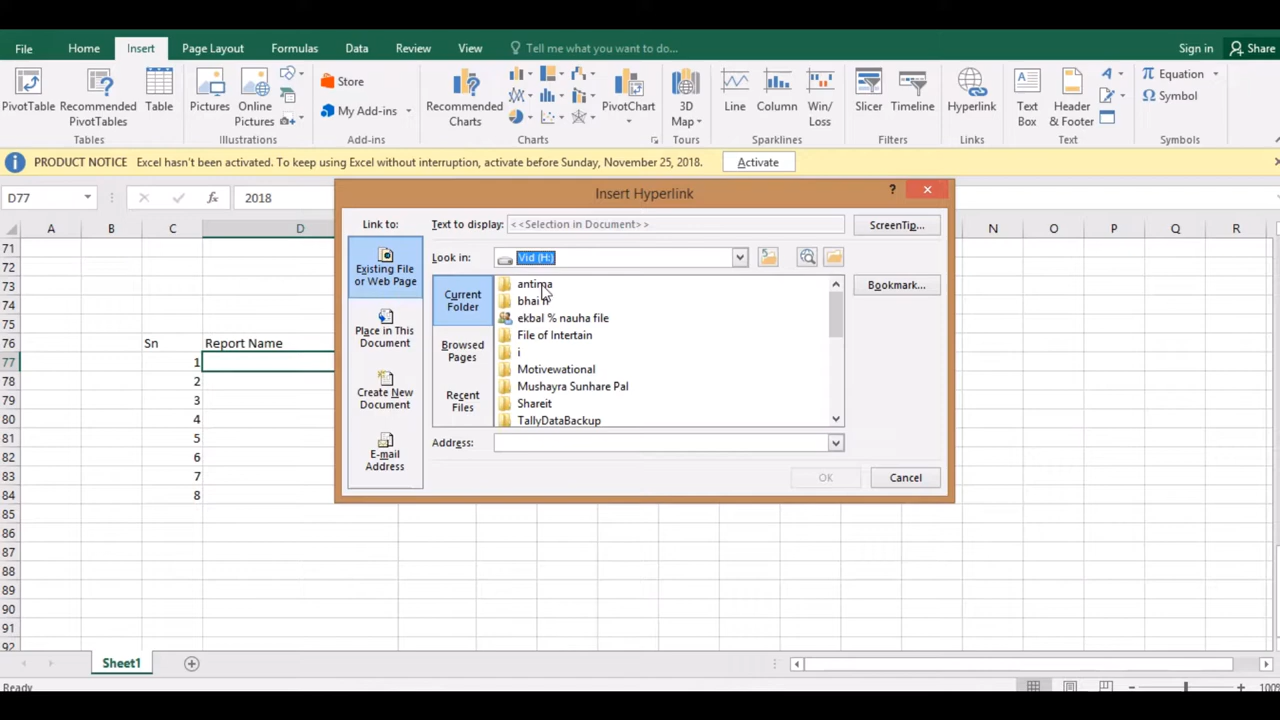 File Home Insert Page Layout Formulas Data Review View Tell me what you want to do... Sign in Share
PivotTable Recommended PivotTables Table
Tables
Pictures Online Pictures
Illustrations
Store
My Add-ins
Add-ins
Recommended Charts PivotChart
Charts
3D Map
Tours
Line Column Win/ Loss
Sparklines
Slicer Timeline
Filters
Hyperlink
Links
Text Box Header & Footer
Text
Equation
Symbol
Symbols
PRODUCT NOTICE Excel hasn't been activated. To keep using Excel without interruption, activate before Sunday, November 25, 2018. Activate
D77 fx 2018
A B C D N O P Q R
71
72
73
74
75
76 Sn Report Name
77 1
78 2
79 3
80 4
81 5
82 6
83 7
84 8
85
86
87
88
89
90
91
92
Insert Hyperlink ?
Link to: Text to display: <<Selection in Document>> ScreenTip...
Existing File or Web Page
Place in This Document
Create New Document
E-mail Address
Look in: Vid (H:)
Bookmark...
Current Folder
Browsed Pages
Recent Files
antima
ekbal % nauha file
File of Intertain
i
Motivewational
Mushayra Sunhare Pal
Shareit
TallyDataBackup
Address:
OK Cancel
Sheet1
Ready 100%